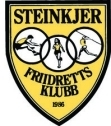 STEINKJER
FRIIDRETTS
KLUBB
1986